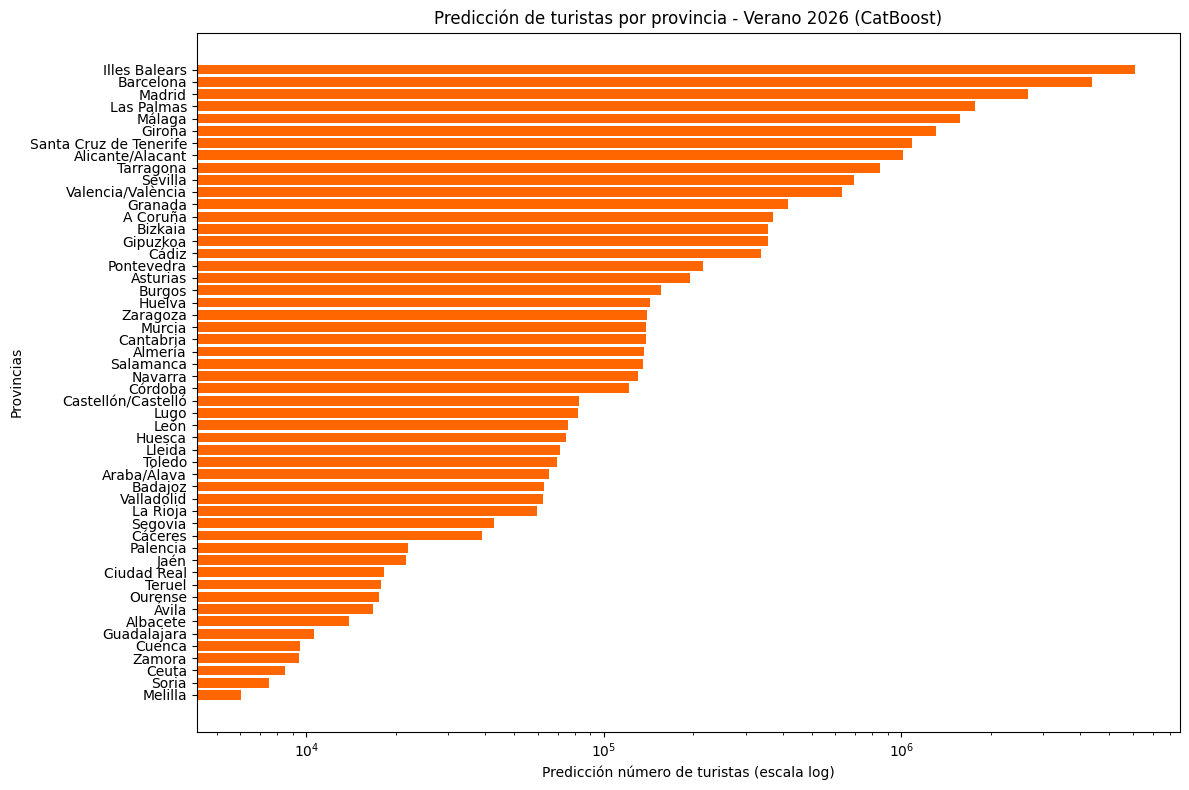 Predicción de turistas por provincia - Verano 2026 (CatBoost)
Provincias
Illes Balears
Barcelona
Madrid
Las Palmas
Málaga
Girona
Santa Cruz de Tenerife
Alicante/Alacant
Tarragona
Sevilla
Valencia/València
Granada
A Coruña
Bizkaia
Gipuzkoa
Cádiz
Pontevedra
Asturias
Burgos
Huelva
Zaragoza
Murcia
Cantabria
Almería
Salamanca
Navarra
Córdoba
Castellón/Castelló
Lugo
León
Huesca
Lleida
Toledo
Araba/Álava
Badajoz
Valladolid
La Rioja
Segovia
Cáceres
Palencia
Jaén
Ciudad Real
Teruel
Ourense
Ávila
Albacete
Guadalajara
Cuenca
Zamora
Ceuta
Soria
Melilla
10⁴ 10⁵ 10⁶
Predicción número de turistas (escala log)